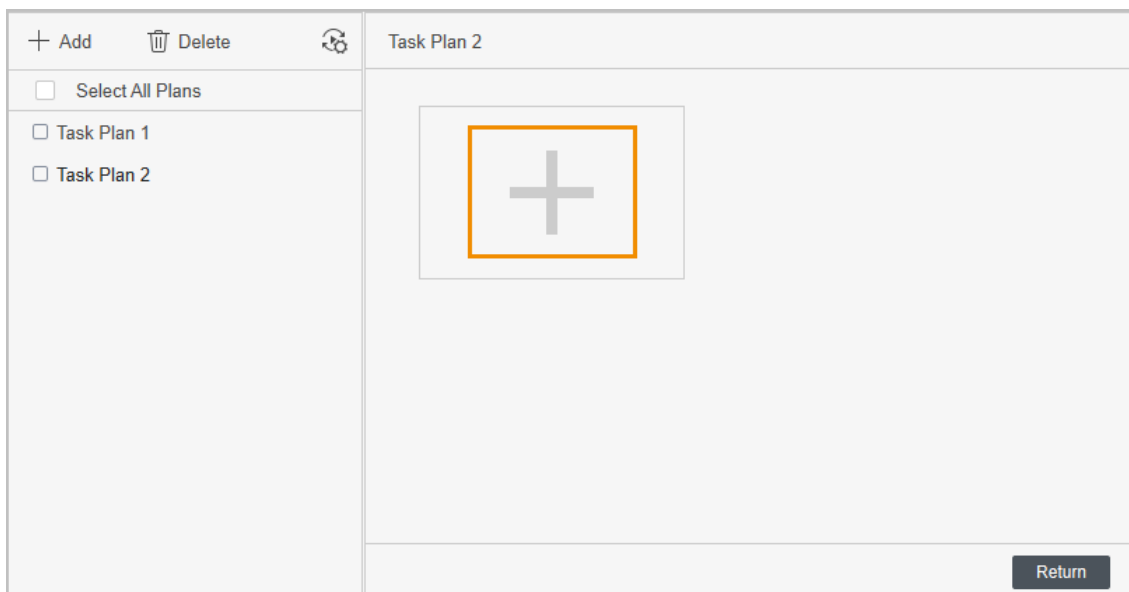 Add
Delete
Task Plan 2
Select All Plans
Task Plan 1
Task Plan 2
Return